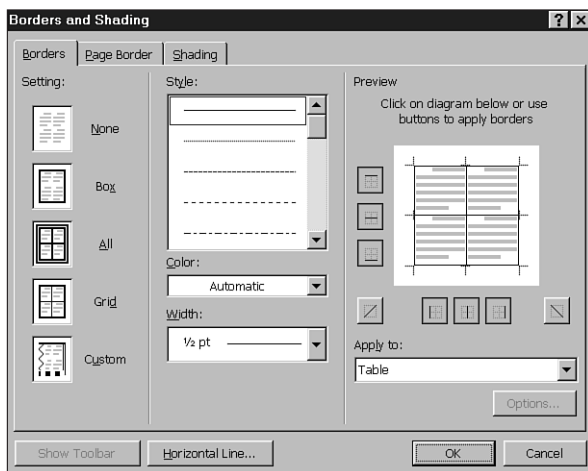 Borders and Shading
Borders Page Border Shading
Setting:
None
Box
All
Grid
Custom
Style:
Color:
Automatic
Width:
½ pt
Preview
Click on diagram below or use
buttons to apply borders
Apply to:
Table
Options...
Show Toolbar
Horizontal Line...
OK
Cancel